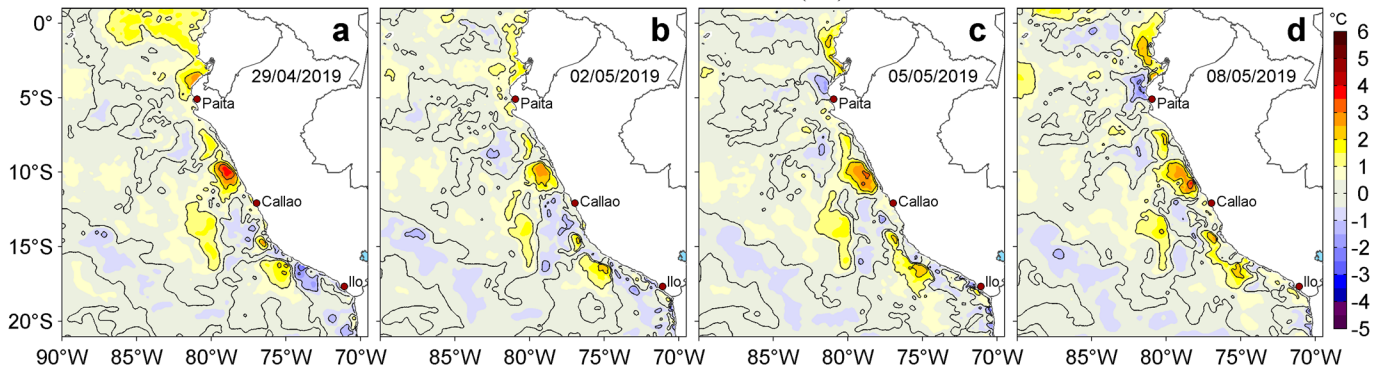 a
b
c
d
°C
0°
5°S
10°S
15°S
20°S
29/04/2019
02/05/2019
05/05/2019
08/05/2019
Paita
Paita
Paita
Paita
Callao
Callao
Callao
Callao
Ilo
Ilo
Ilo
Ilo
90°W 85°W 80°W 75°W 70°W
85°W 80°W 75°W 70°W
85°W 80°W 75°W 70°W
85°W 80°W 75°W 70°W
6
5
4
3
2
1
0
-1
-2
-3
-4
-5